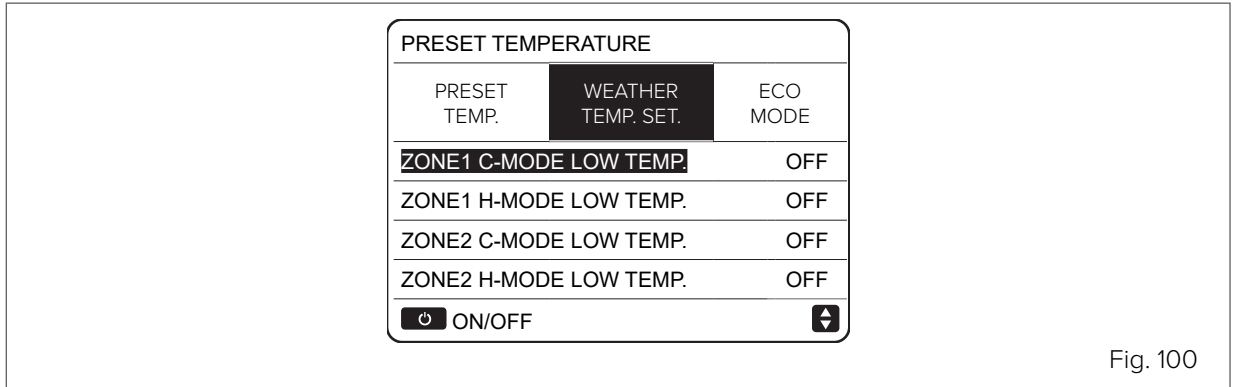 PRESET TEMPERATURE
PRESET TEMP.
WEATHER TEMP. SET.
ECO MODE
ZONE1 C-MODE LOW TEMP. OFF
ZONE1 H-MODE LOW TEMP. OFF
ZONE2 C-MODE LOW TEMP. OFF
ZONE2 H-MODE LOW TEMP. OFF
ON/OFF
Fig. 100